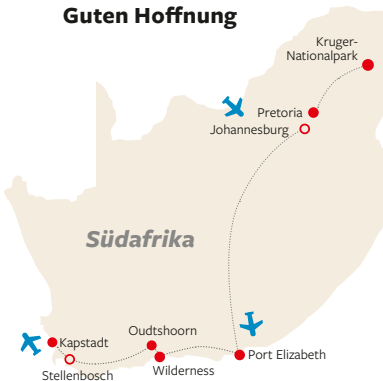 Guten Hoffnung
Kruger-
Nationalpark
Pretoria
Johannesburg
Südafrika
Oudtshoorn
Kapstadt
Port Elizabeth
Wilderness
Stellenbosch